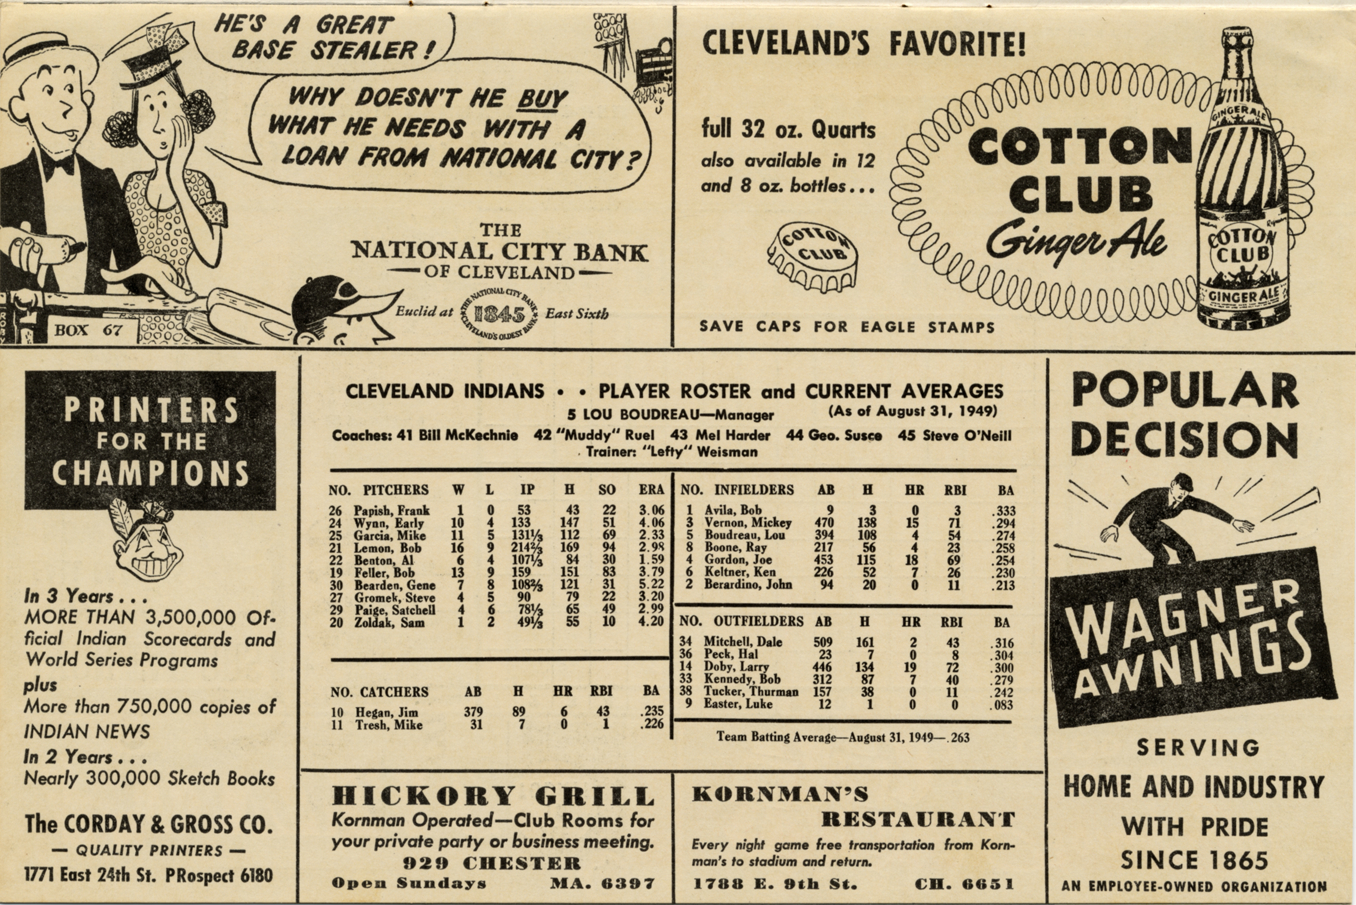 HE'S A GREAT
BASE STEALER!
WHY DOESN'T HE BUY
WHAT HE NEEDS WITH A
LOAN FROM NATIONAL CITY?
THE
NATIONAL CITY BANK
—OF CLEVELAND—
Euclid at
THE NATIONAL CITY BANK
1845
CLEVELAND'S OLDEST BANK
East Sixth
BOX 67
CLEVELAND'S FAVORITE!
full 32 oz. Quarts
also available in 12
and 8 oz. bottles...
COTTON
CLUB
SAVE CAPS FOR EAGLE STAMPS
COTTON
CLUB
Ginger Ale
GINGER ALE
COTTON
CLUB
GINGER ALE
PRINTERS
FOR THE
CHAMPIONS
In 3 Years . . .
MORE THAN 3,500,000 Of-
ficial Indian Scorecards and
World Series Programs
plus
More than 750,000 copies of
INDIAN NEWS
In 2 Years . . .
Nearly 300,000 Sketch Books
The CORDAY & GROSS CO.
— QUALITY PRINTERS —
1771 East 24th St. PRospect 6180
CLEVELAND INDIANS • • PLAYER ROSTER and CURRENT AVERAGES
5 LOU BOUDREAU—Manager (As of August 31, 1949)
Coaches: 41 Bill McKechnie 42 "Muddy" Ruel 43 Mel Harder 44 Geo. Susce 45 Steve O'Neill
Trainer: "Lefty" Weisman
NO. PITCHERS W L IP H SO ERA
26 Papish, Frank 1 0 53 43 22 3.06
24 Wynn, Early 10 4 133 147 51 4.06
25 Garcia, Mike 11 5 131⅓ 112 69 2.33
21 Lemon, Bob 16 9 214⅔ 169 94 2.98
22 Benton, Al 6 4 107⅓ 84 30 1.59
19 Feller, Bob 13 9 159 151 83 3.79
30 Bearden, Gene 7 8 108⅔ 121 31 5.22
27 Gromek, Steve 4 5 90 79 22 3.20
29 Paige, Satchell 4 6 78⅓ 65 49 2.99
20 Zoldak, Sam 1 2 49⅓ 55 10 4.20
NO. CATCHERS AB H HR RBI BA
10 Hegan, Jim 379 89 6 43 .235
11 Tresh, Mike 31 7 0 1 .226
NO. INFIELDERS AB H HR RBI BA
1 Avila, Bob 9 3 0 3 .333
3 Vernon, Mickey 470 138 15 71 .294
5 Boudreau, Lou 394 108 4 54 .274
8 Boone, Ray 217 56 4 23 .258
4 Gordon, Joe 453 115 18 69 .254
6 Keltner, Ken 226 52 7 26 .230
2 Berardino, John 94 20 0 11 .213
NO. OUTFIELDERS AB H HR RBI BA
34 Mitchell, Dale 509 161 2 43 .316
36 Peck, Hal 23 7 0 8 .304
14 Doby, Larry 446 134 19 72 .300
33 Kennedy, Bob 312 87 7 40 .279
38 Tucker, Thurman 157 38 0 11 .242
9 Easter, Luke 12 1 0 0 .083
Team Batting Average—August 31, 1949—.263
HICKORY GRILL
Kornman Operated—Club Rooms for
your private party or business meeting.
929 CHESTER
Open Sundays MA. 6397
KORNMAN'S
RESTAURANT
Every night game free transportation from Korn-
man's to stadium and return.
1788 E. 9th St. CH. 6651
POPULAR
DECISION
WAGNER
AWNINGS
SERVING
HOME AND INDUSTRY
WITH PRIDE
SINCE 1865
AN EMPLOYEE-OWNED ORGANIZATION